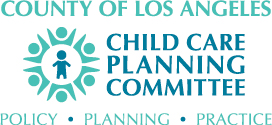 COUNTY OF LOS ANGELES
CHILD CARE
PLANNING
COMMITTEE
POLICY • PLANNING • PRACTICE